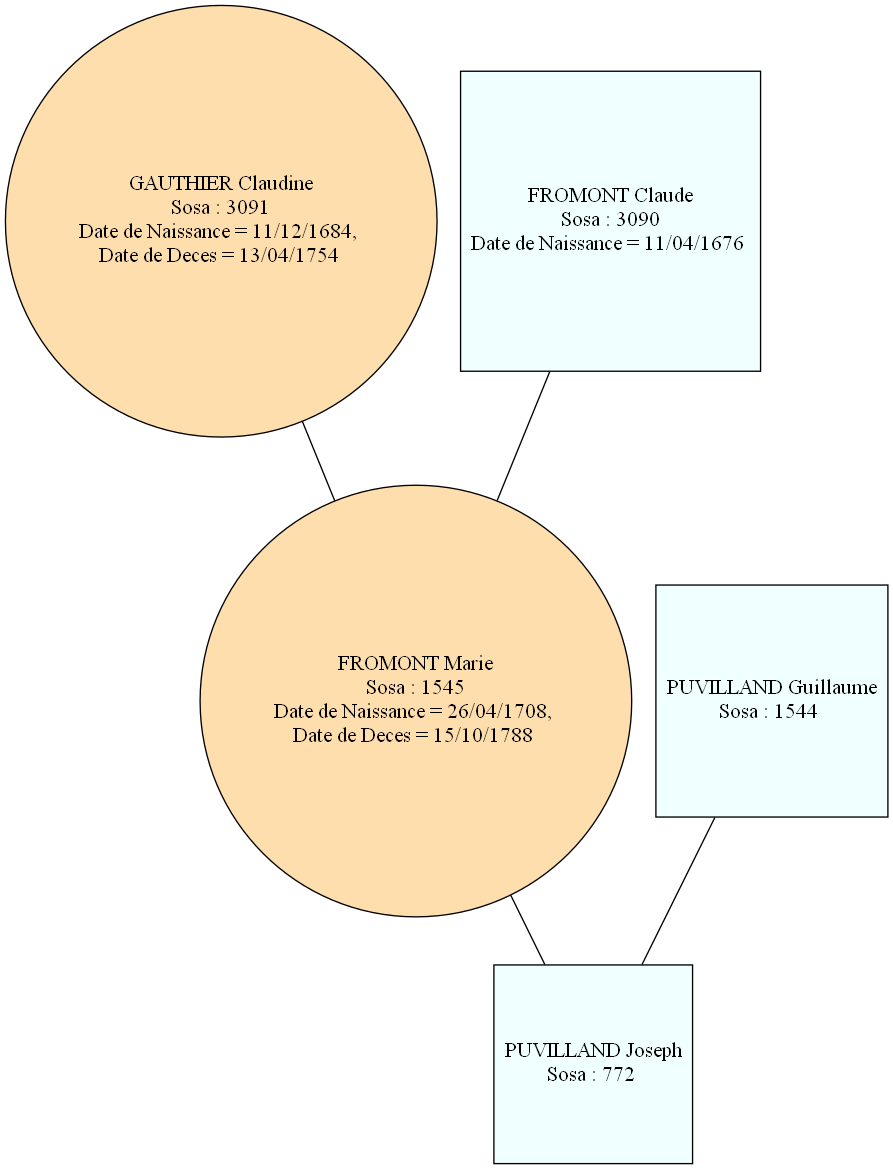 GAUTHIER Claudine
Sosa : 3091
Date de Naissance = 11/12/1684,
Date de Deces = 13/04/1754
FROMONT Claude
Sosa : 3090
Date de Naissance = 11/04/1676
FROMONT Marie
Sosa : 1545
Date de Naissance = 26/04/1708,
Date de Deces = 15/10/1788
PUVILLAND Guillaume
Sosa : 1544
PUVILLAND Joseph
Sosa : 772